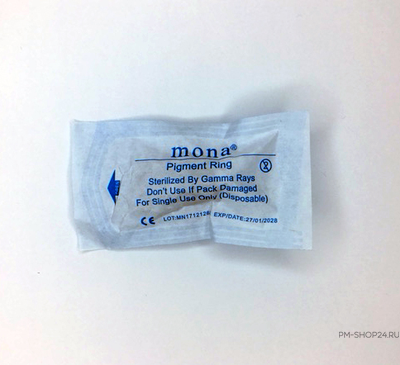 mona®
Pigment Ring
Sterilized By Gamma Rays
Don't Use If Pack Damaged
For Single Use Only (Disposable)
CE LOT:MN171212R EXP/DATE:27/01/2028
PM-SHOP24.RU